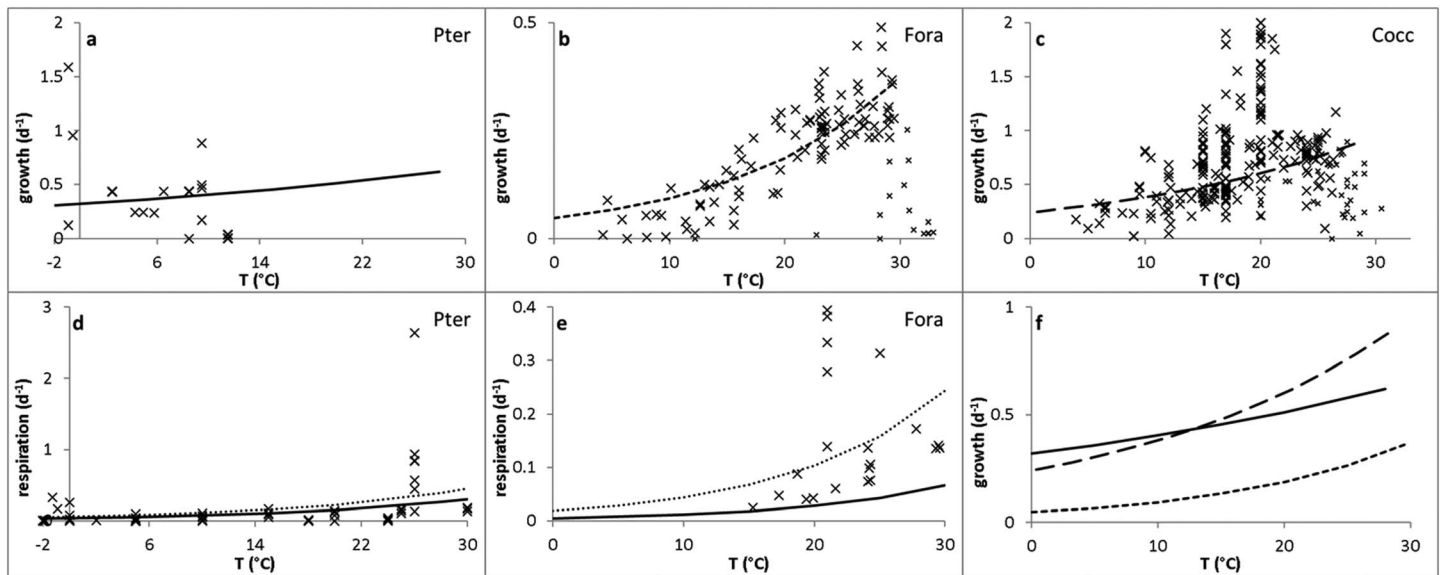 a Pter
growth (d⁻¹)
2
1.5
1
0.5
0
-2 6 14 22 30
T (°C)
b Fora
growth (d⁻¹)
0.5
0
0 10 20 30
T (°C)
c Cocc
growth (d⁻¹)
2
1.5
1
0.5
0
0 10 20 30
T (°C)
d Pter
respiration (d⁻¹)
3
2
1
0
-2 6 14 22 30
T (°C)
e Fora
respiration (d⁻¹)
0.4
0.3
0.2
0.1
0
0 10 20 30
T (°C)
f
growth (d⁻¹)
1
0.5
0
0 10 20 30
T (°C)